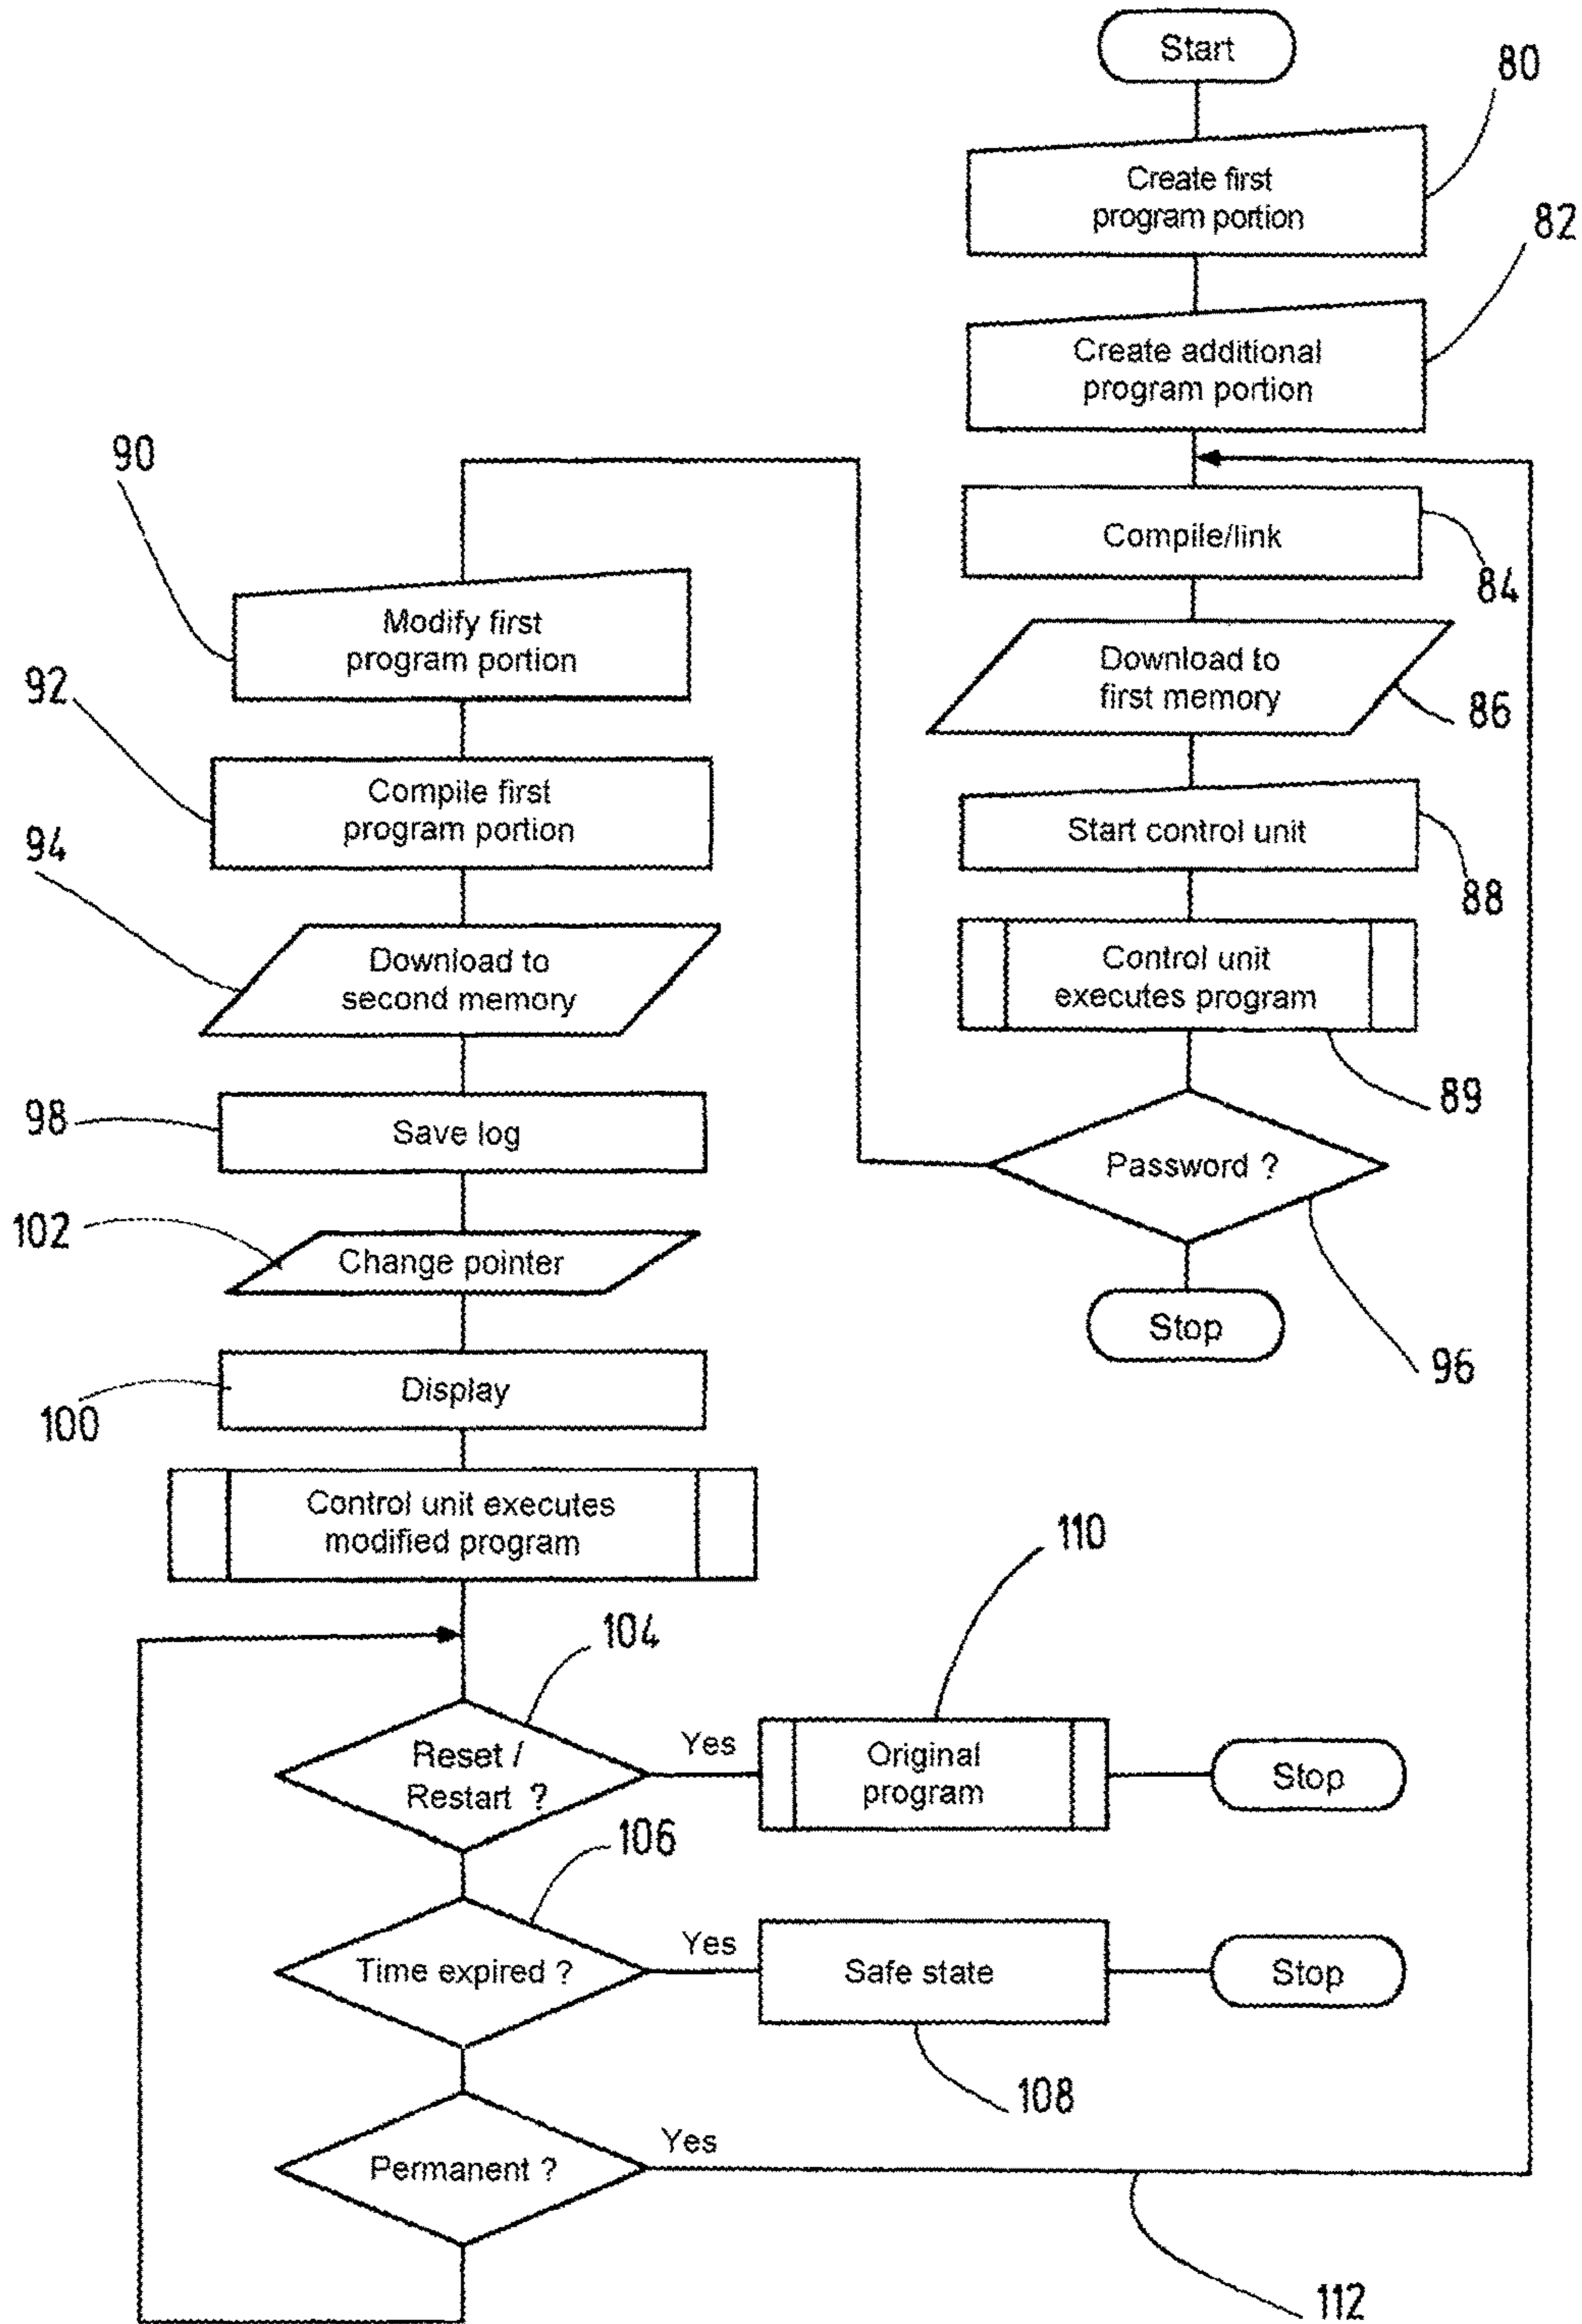 Start
80
Create first
program portion
82
Create additional
program portion
90
Compile/link
84
Modify first
program portion
Download to
first memory
86
92
Compile first
program portion
Start control unit
88
94
Download to
second memory
Control unit
executes program
89
98
Save log
Password ?
102
Change pointer
Stop
96
100
Display
Control unit executes
modified program
110
104
Reset /
Restart ?
Yes
Original
program
Stop
106
Time expired ?
Yes
Safe state
Stop
108
Permanent ?
Yes
112